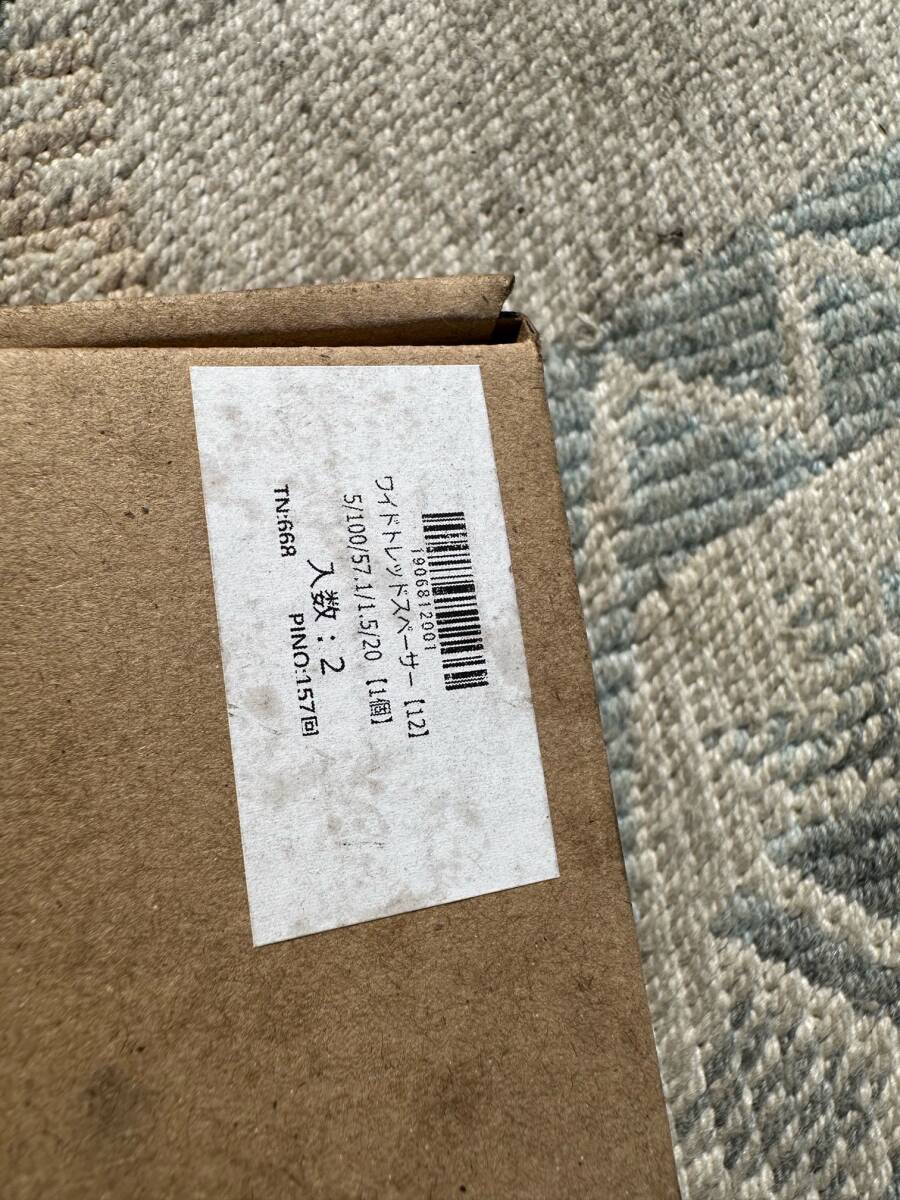 1906812001
ワイドトレッドスペーサー【12】
5/100/57.1/1.5/20【1個】
入数：2
TN:668 PINO:157回